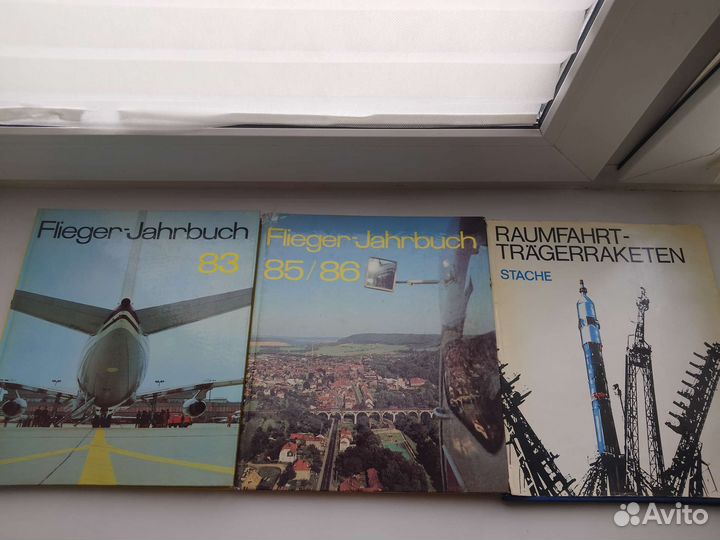 Flieger-Jahrbuch
83
Flieger-Jahrbuch
85/86
RAUMFAHRT-
TRÄGERRAKETEN
STACHE
Avito